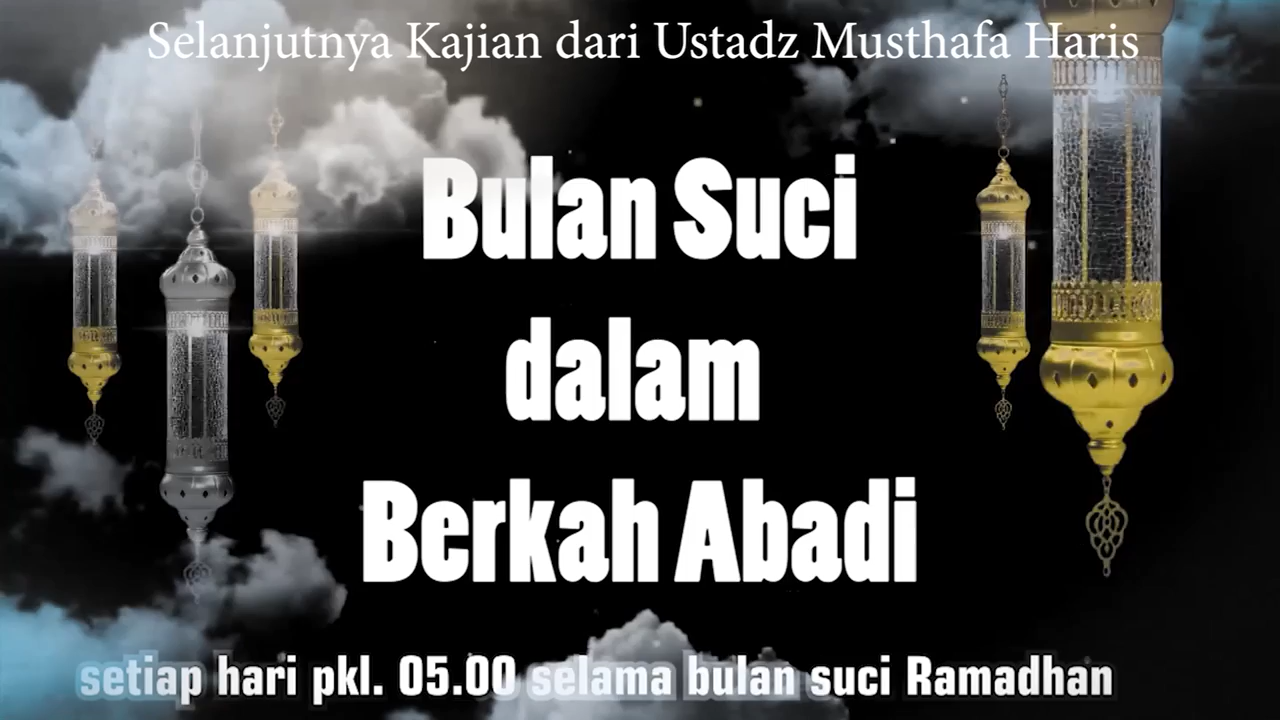 Selanjutnya Kajian dari Ustadz Musthafa Haris
Bulan Suci
dalam
Berkah Abadi
setiap hari pkl. 05.00 selama bulan suci Ramadhan